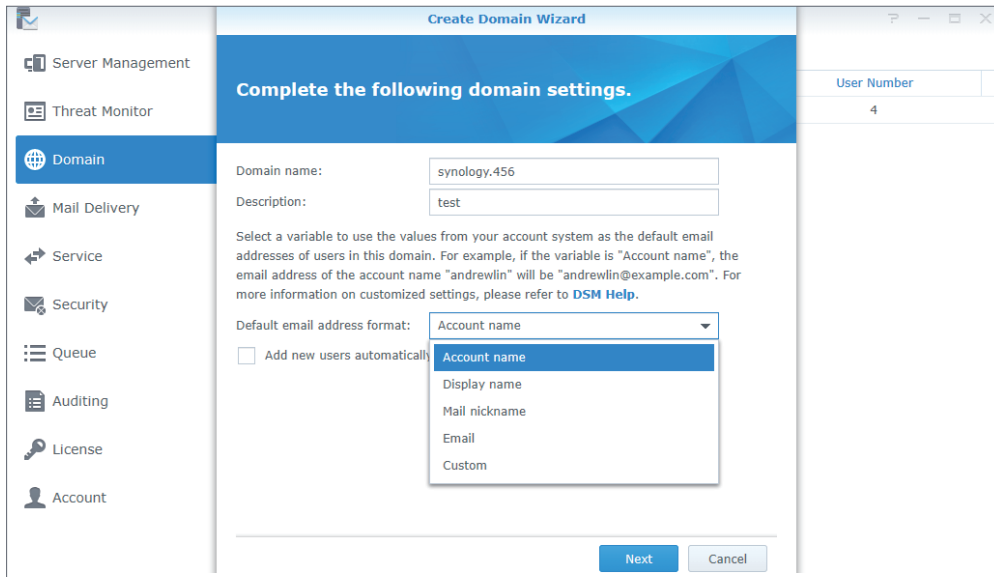 Create Domain Wizard
Server Management
Threat Monitor
Domain
Mail Delivery
Service
Security
Queue
Auditing
License
Account
Complete the following domain settings.
Domain name:
synology.456
Description:
test
Select a variable to use the values from your account system as the default email
addresses of users in this domain. For example, if the variable is "Account name", the
email address of the account name "andrewlin" will be "andrewlin@example.com". For
more information on customized settings, please refer to DSM Help.
Default email address format:
Account name
Add new users automatically
Account name
Display name
Mail nickname
Email
Custom
Next
Cancel
User Number
4